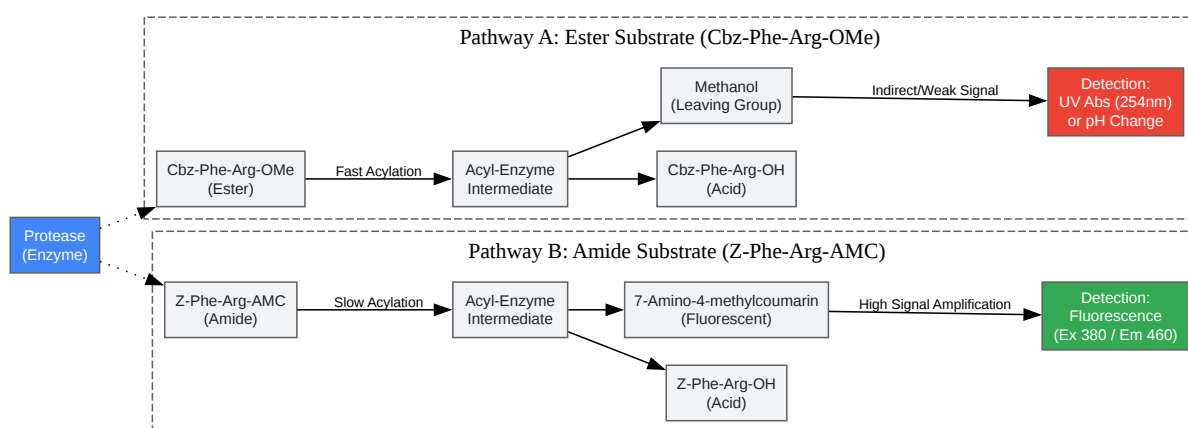 Pathway A: Ester Substrate (Cbz-Phe-Arg-OMe)
Methanol
(Leaving Group)
Indirect/Weak Signal
Detection:
UV Abs (254nm)
or pH Change
Cbz-Phe-Arg-OMe
(Ester)
Fast Acylation
Acyl-Enzyme
Intermediate
Cbz-Phe-Arg-OH
(Acid)
Protease
(Enzyme)
Pathway B: Amide Substrate (Z-Phe-Arg-AMC)
Z-Phe-Arg-AMC
(Amide)
Slow Acylation
Acyl-Enzyme
Intermediate
7-Amino-4-methylcoumarin
(Fluorescent)
High Signal Amplification
Detection:
Fluorescence
(Ex 380 / Em 460)
Z-Phe-Arg-OH
(Acid)